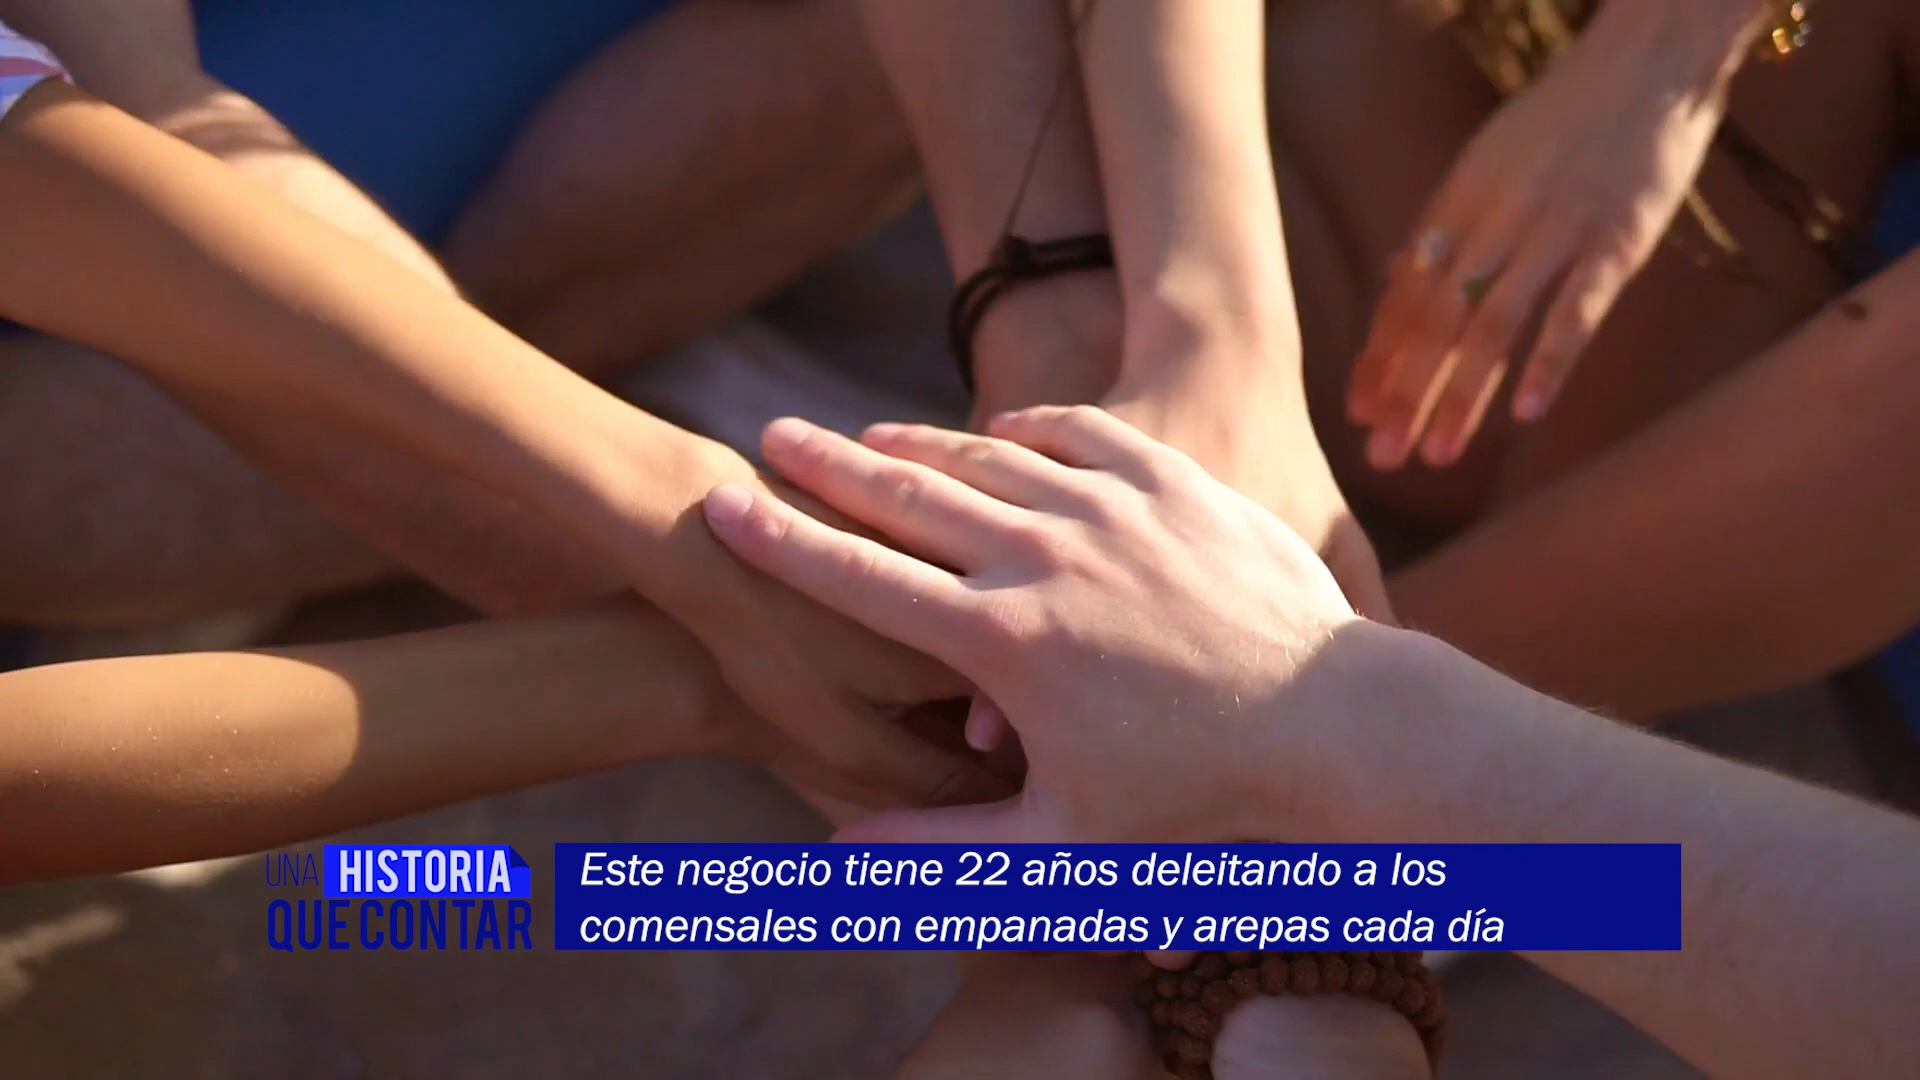 UNA HISTORIA
QUE CONTAR
Este negocio tiene 22 años deleitando a los
comensales con empanadas y arepas cada día